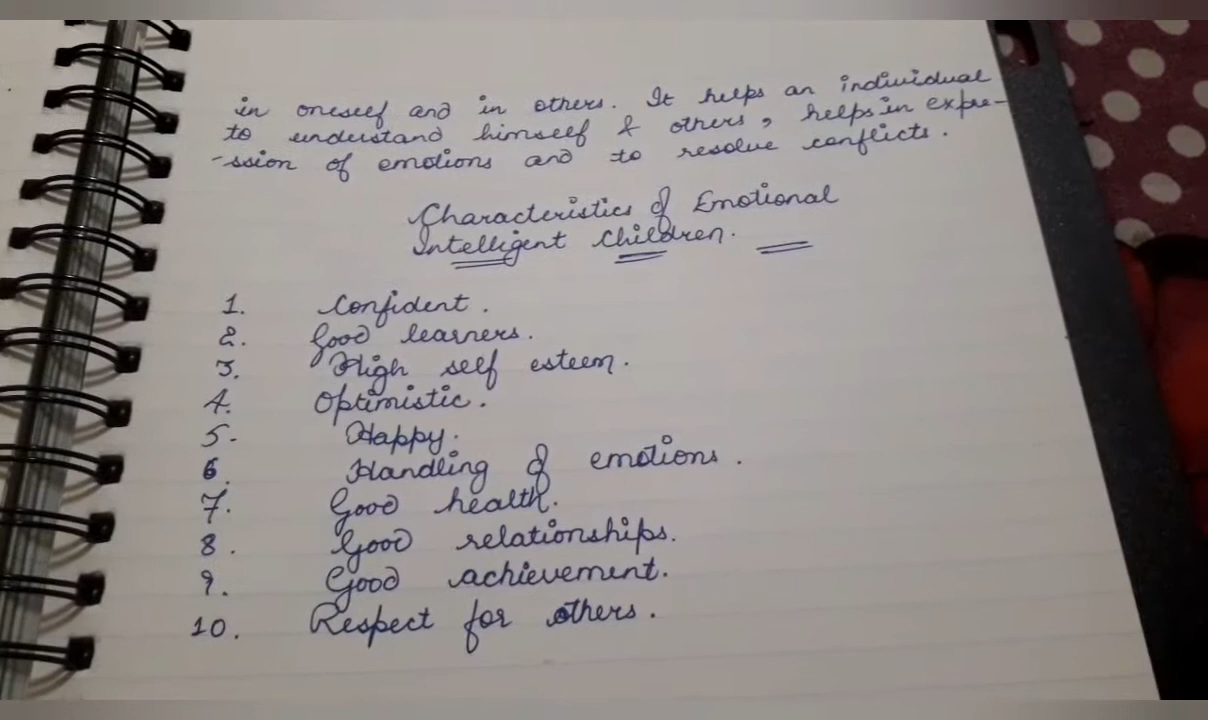 in oneself and in others. It helps an individual
to understand himself & others, helps in expre-
-ssion of emotions and to resolve conflicts.
Characteristics of Emotional
Intelligent Children.
1. Confident.
2. Good learners.
3. High self esteem.
4. Optimistic.
5. Happy.
6. Handling of emotions.
7. Good health.
8. Good relationships.
9. Good achievement.
10. Respect for others.